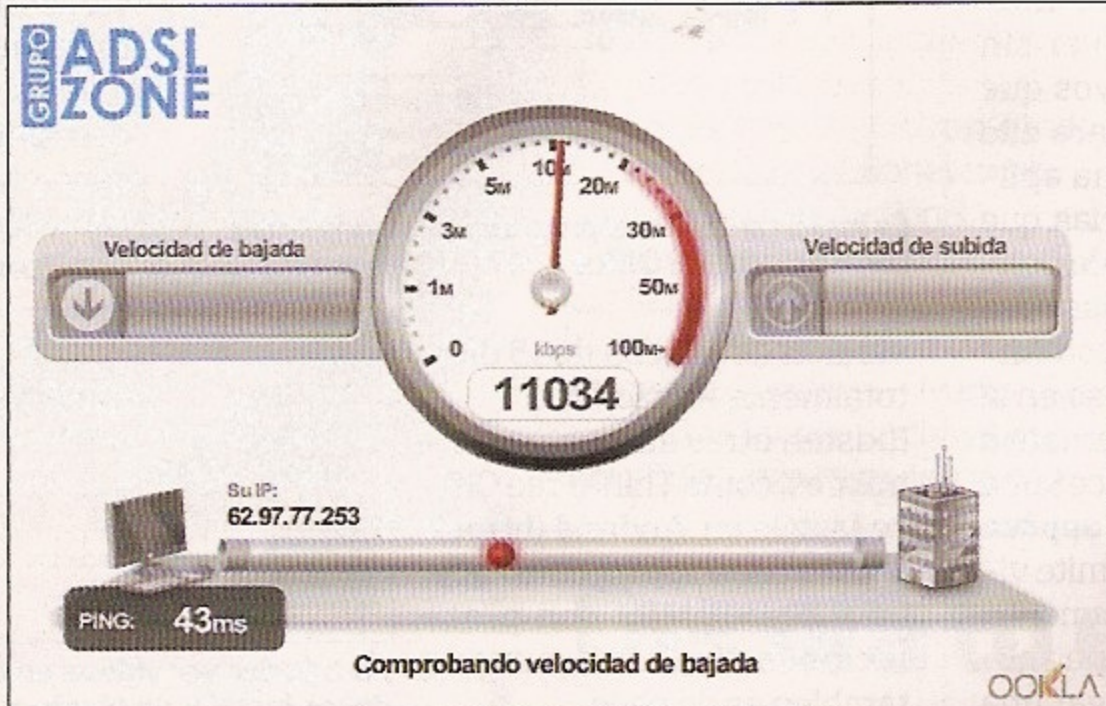 GRUPO ADSL ZONE
Velocidad de bajada
Velocidad de subida
0
1M
3M
5M
10M
20M
30M
50M
100M+
kbps
11034
Su IP:
62.97.77.253
PING: 43ms
Comprobando velocidad de bajada
OOKLA